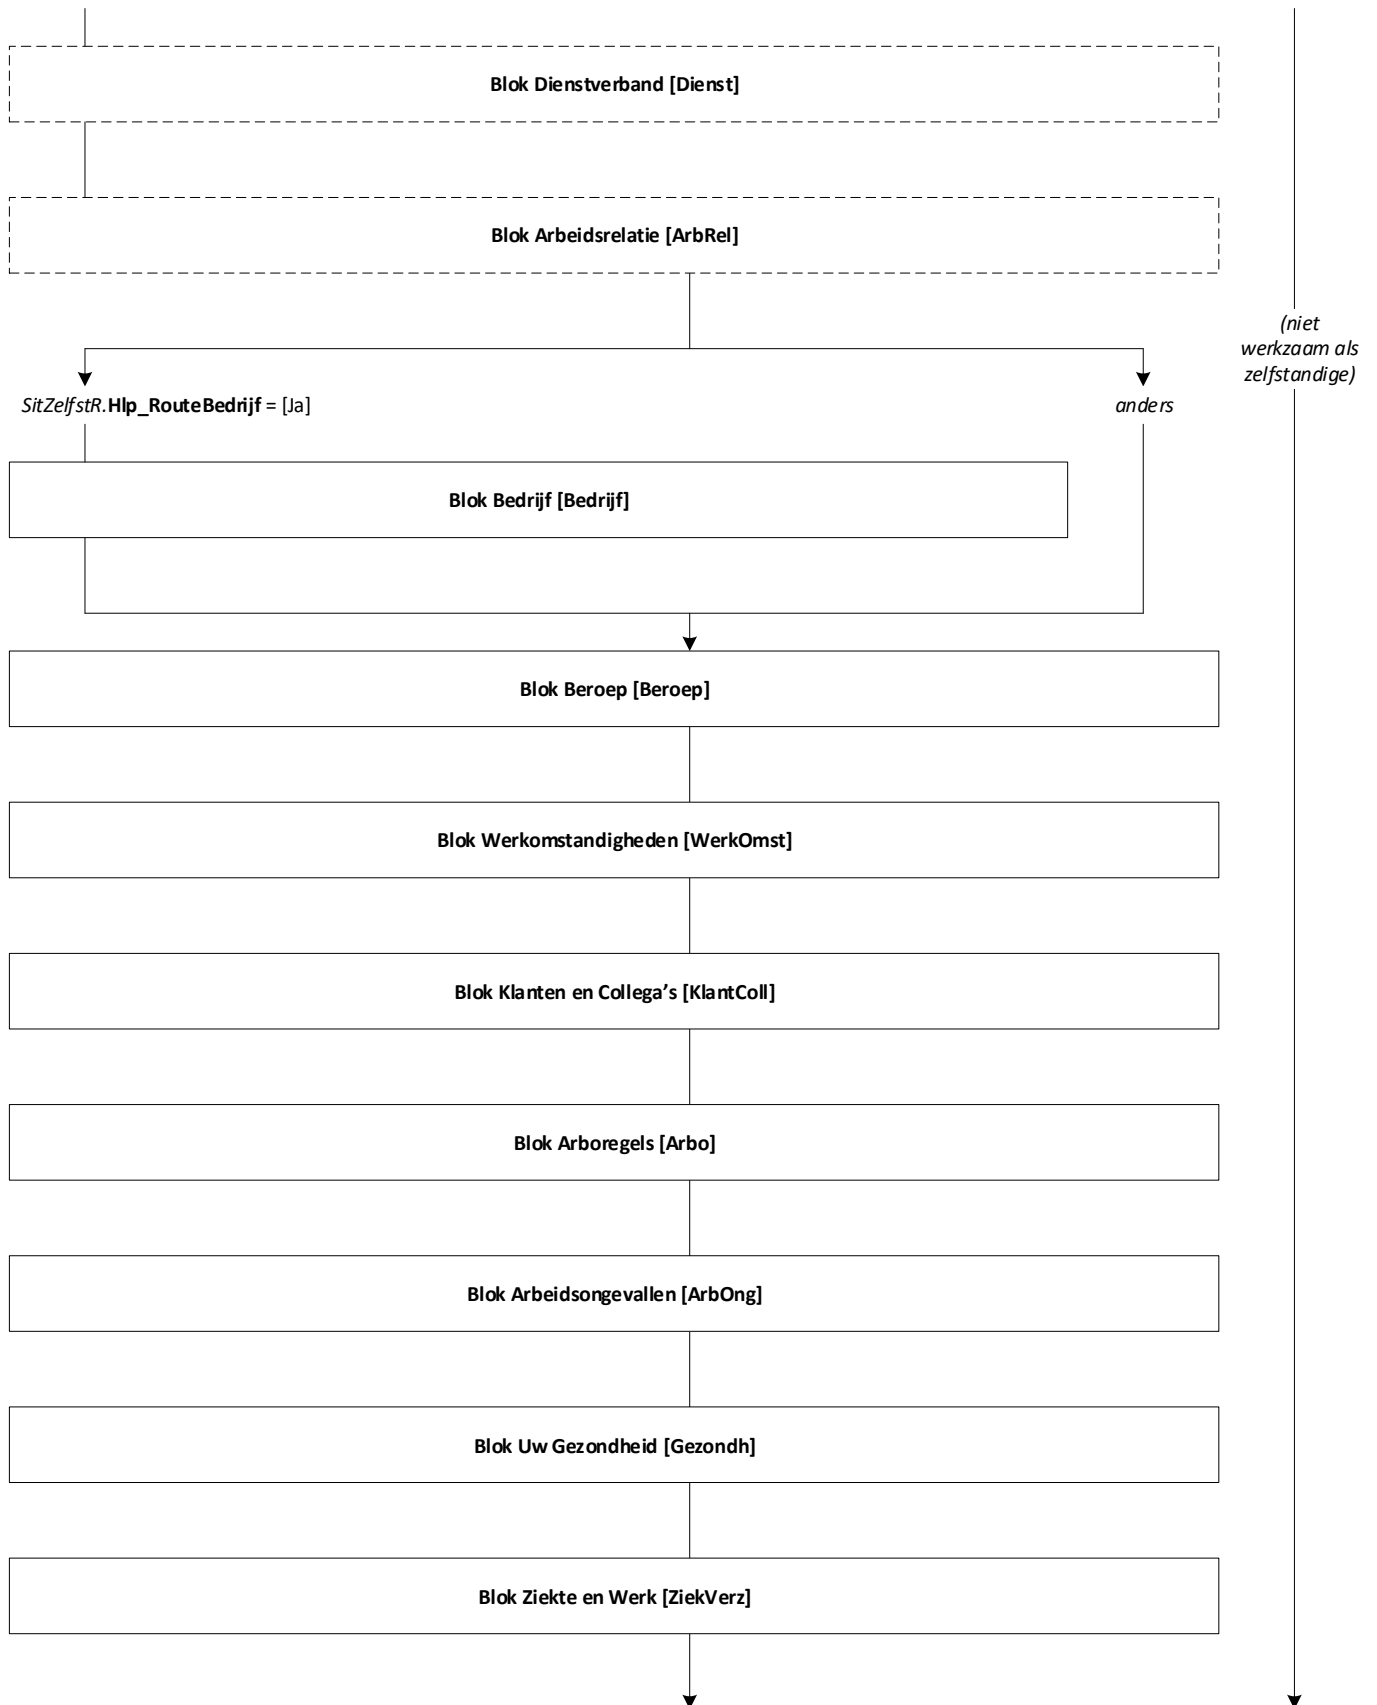 Blok Dienstverband [Dienst]
Blok Arbeidsrelatie [ArbRel]
(niet
werkzaam als
zelfstandige)
SitZelfstR.Hlp_RouteBedrijf = [Ja]
anders
Blok Bedrijf [Bedrijf]
Blok Beroep [Beroep]
Blok Werkomstandigheden [WerkOmst]
Blok Klanten en Collega’s [KlantColl]
Blok Arboregels [Arbo]
Blok Arbeidsongevallen [ArbOng]
Blok Uw Gezondheid [Gezondh]
Blok Ziekte en Werk [ZiekVerz]